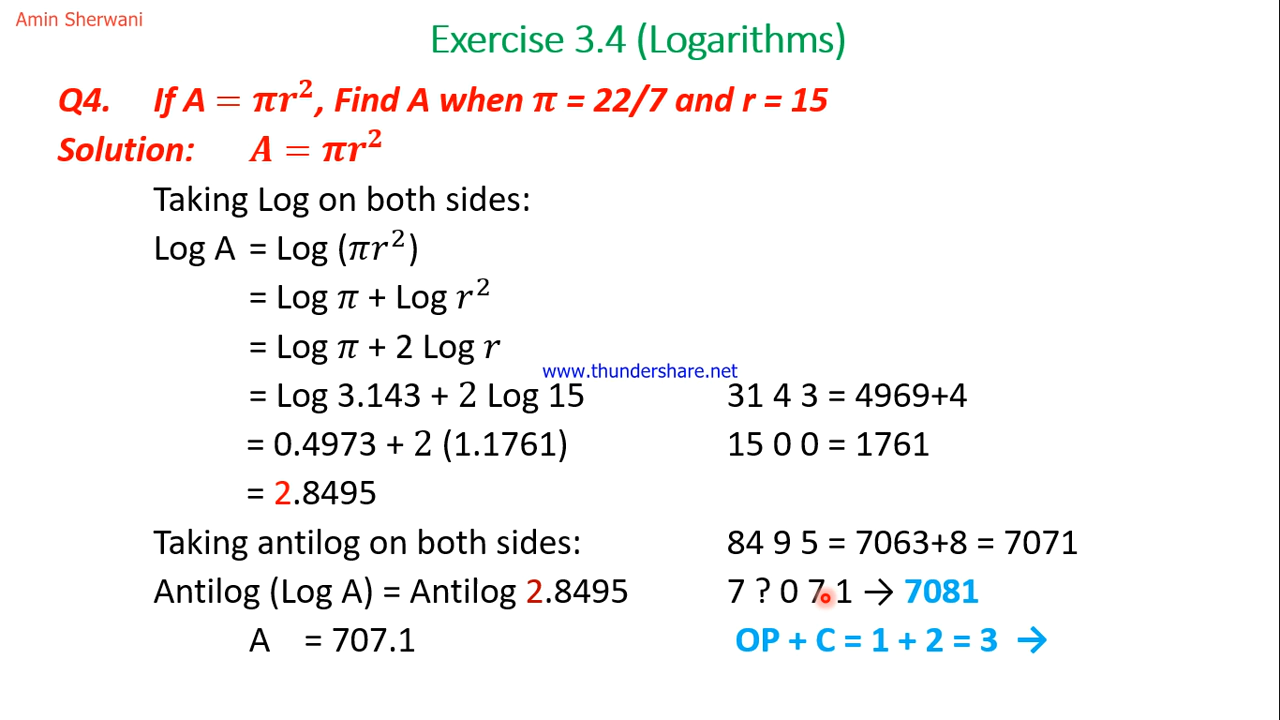 Amin Sherwani
Exercise 3.4 (Logarithms)
Q4. If A = πr², Find A when π = 22/7 and r = 15
Solution: A = πr²
Taking Log on both sides:
Log A = Log (πr²)
= Log π + Log r²
= Log π + 2 Log r
www.thundershare.net
= Log 3.143 + 2 Log 15 31 4 3 = 4969+4
= 0.4973 + 2 (1.1761) 15 0 0 = 1761
= 2.8495
Taking antilog on both sides: 84 9 5 = 7063+8 = 7071
Antilog (Log A) = Antilog 2.8495 7 ? 0 7 1 → 7081
A = 707.1 OP + C = 1 + 2 = 3 →